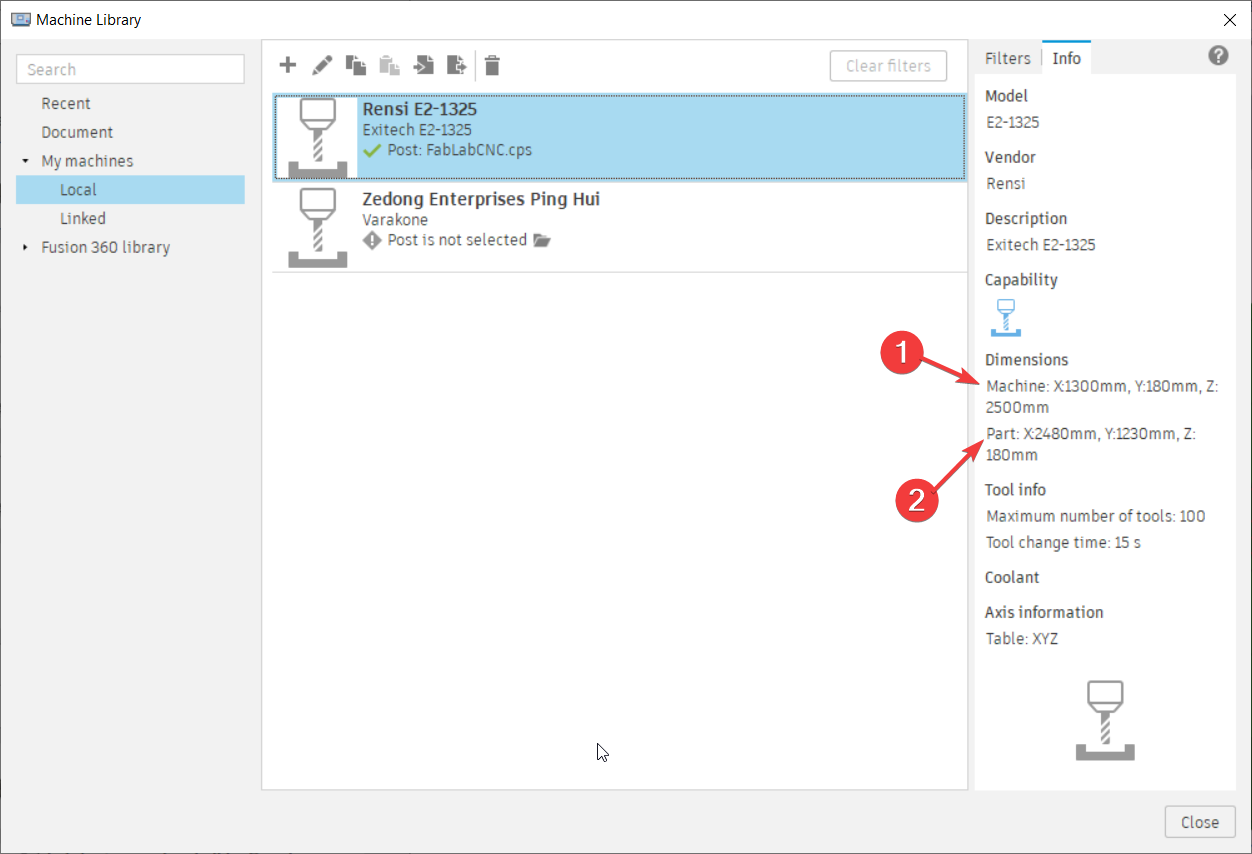 Machine Library
Search
Recent
Document
My machines
Local
Linked
Fusion 360 library
Clear filters
Rensi E2-1325
Exitech E2-1325
Post: FabLabCNC.cps
Zedong Enterprises Ping Hui
Varakone
Post is not selected
Filters
Info
?
Model
E2-1325
Vendor
Rensi
Description
Exitech E2-1325
Capability
1
Dimensions
Machine: X:1300mm, Y:180mm, Z:
2500mm
2
Part: X:2480mm, Y:1230mm, Z:
180mm
Tool info
Maximum number of tools: 100
Tool change time: 15 s
Coolant
Axis information
Table: XYZ
Close